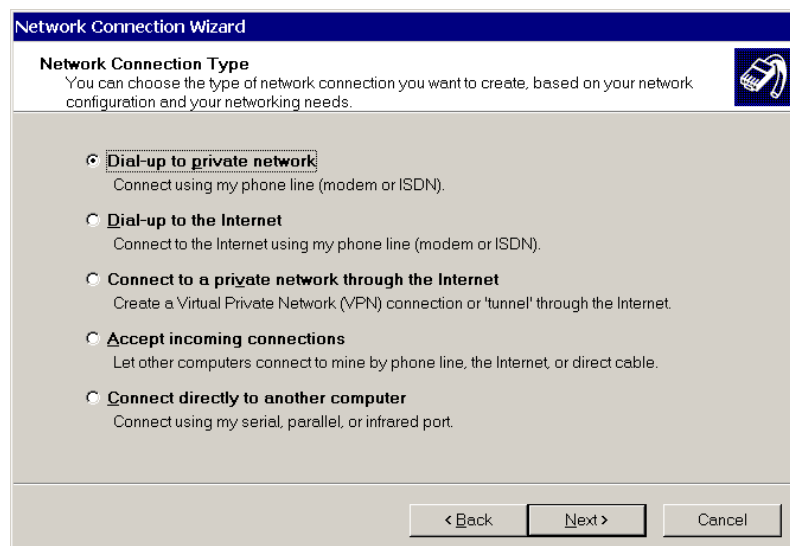 Network Connection Wizard
Network Connection Type
You can choose the type of network connection you want to create, based on your network
configuration and your networking needs.
Dial-up to private network
Connect using my phone line (modem or ISDN).
Dial-up to the Internet
Connect to the Internet using my phone line (modem or ISDN).
Connect to a private network through the Internet
Create a Virtual Private Network (VPN) connection or 'tunnel' through the Internet.
Accept incoming connections
Let other computers connect to mine by phone line, the Internet, or direct cable.
Connect directly to another computer
Connect using my serial, parallel, or infrared port.
< Back Next > Cancel